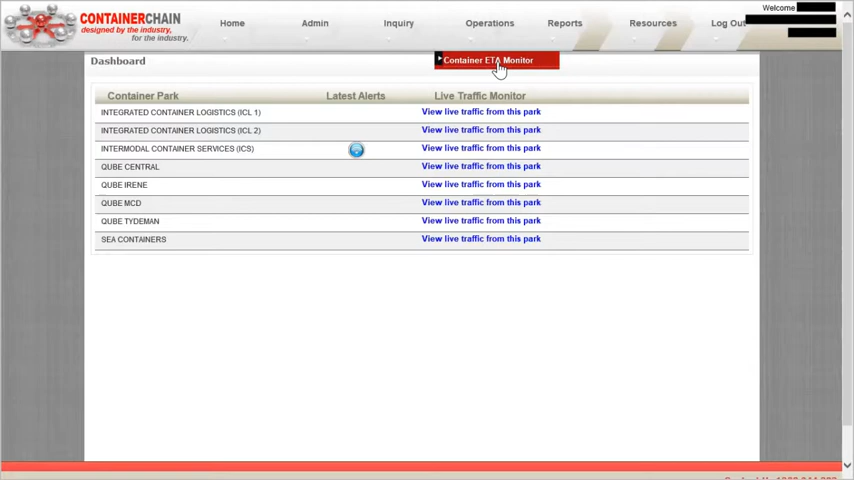 CONTAINERCHAIN
designed by the industry,
for the industry.
Home Admin Inquiry Operations Reports Resources Log Out
Welcome
Dashboard
Container ETA Monitor
Container Park Latest Alerts Live Traffic Monitor
INTEGRATED CONTAINER LOGISTICS (ICL 1) View live traffic from this park
INTEGRATED CONTAINER LOGISTICS (ICL 2) View live traffic from this park
INTERMODAL CONTAINER SERVICES (ICS) View live traffic from this park
QUBE CENTRAL View live traffic from this park
QUBE IRENE View live traffic from this park
QUBE MCD View live traffic from this park
QUBE TYDEMAN View live traffic from this park
SEA CONTAINERS View live traffic from this park